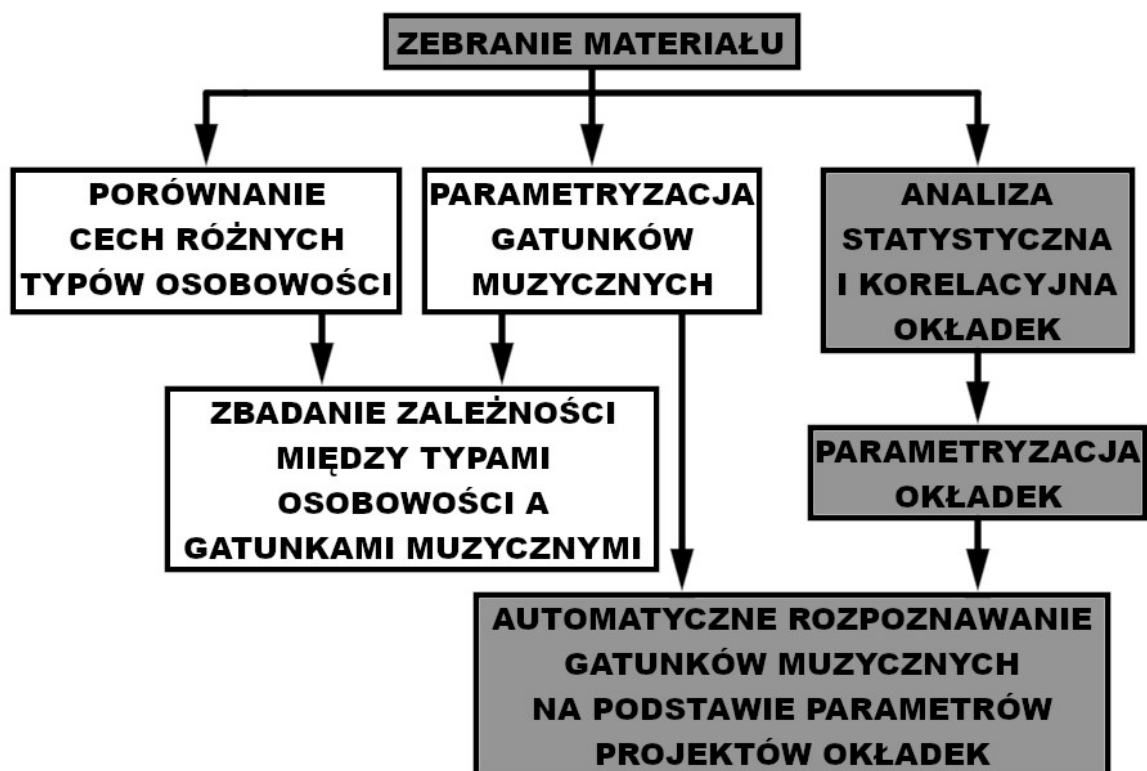 ZEBRANIE MATERIAŁU
PORÓWNANIE
CECH RÓŻNYCH
TYPÓW OSOBOWOŚCI
PARAMETRYZACJA
GATUNKÓW
MUZYCZNYCH
ANALIZA
STATYSTYCZNA
I KORELACYJNA
OKŁADEK
ZBADANIE ZALEŻNOŚCI
MIĘDZY TYPAMI
OSOBOWOŚCI A
GATUNKAMI MUZYCZNYMI
PARAMETRYZACJA
OKŁADEK
AUTOMATYCZNE ROZPOZNAWANIE
GATUNKÓW MUZYCZNYCH
NA PODSTAWIE PARAMETRÓW
PROJEKTÓW OKŁADEK